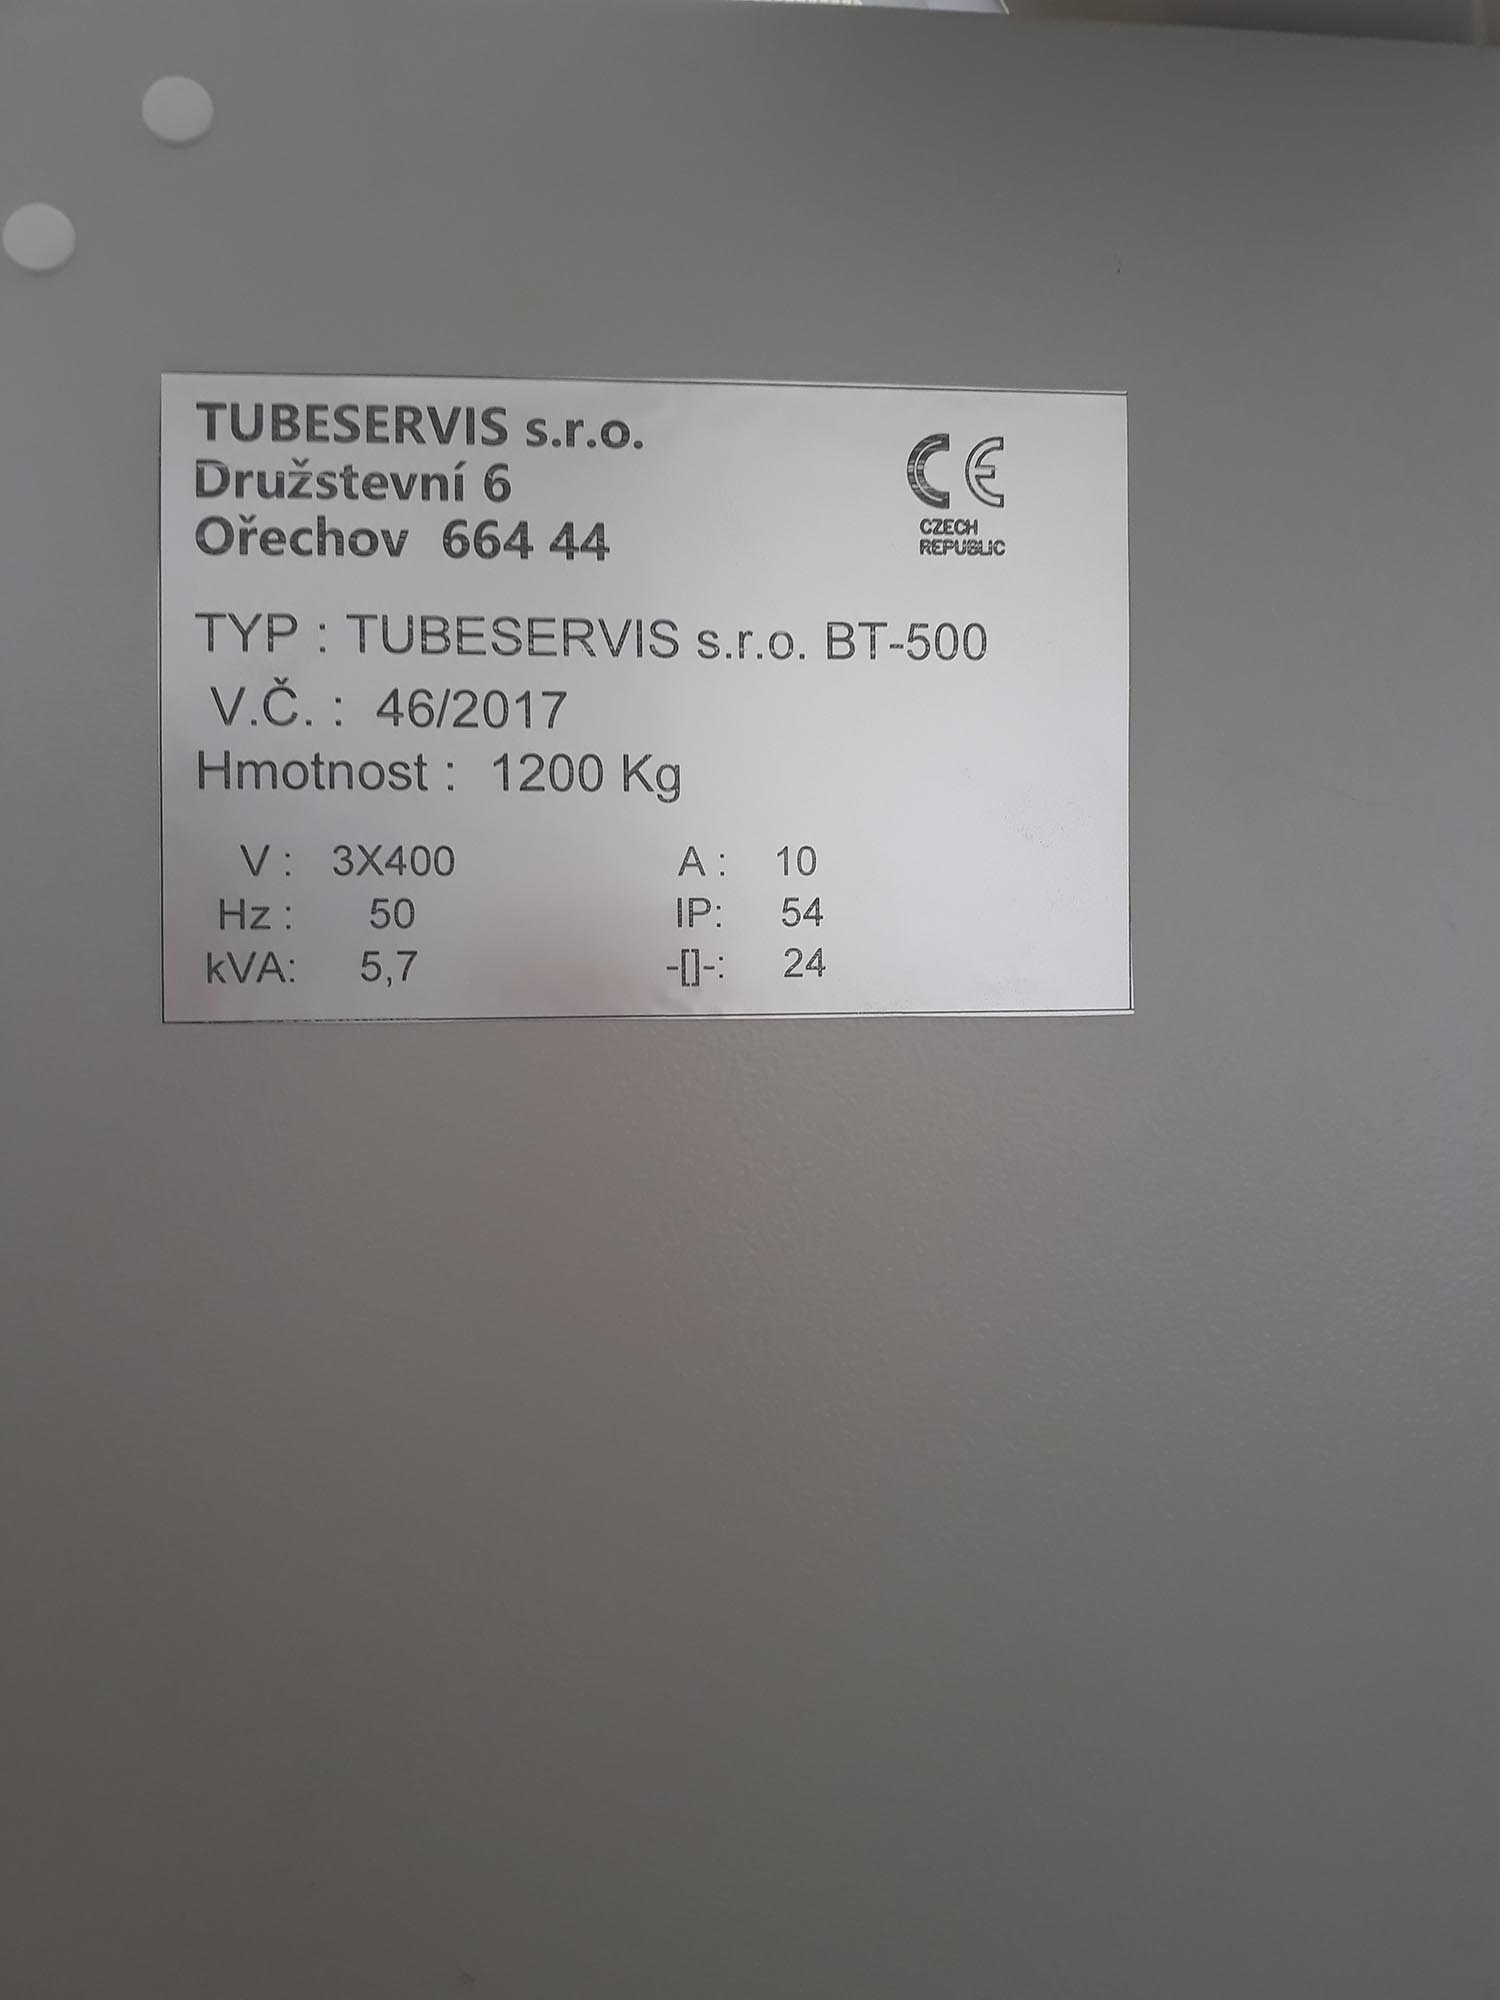 TUBESERVIS s.r.o.
Družstevní 6
Ořechov 664 44
CE
CZECH
REPUBLIC
TYP : TUBESERVIS s.r.o. BT-500
V.Č. : 46/2017
Hmotnost : 1200 Kg
V : 3X400 A : 10
Hz : 50 IP: 54
kVA: 5,7 -[]-: 24